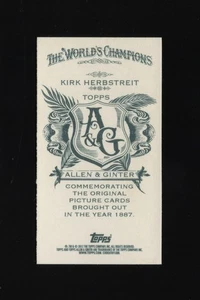 THE WORLD'S CHAMPIONS
KIRK HERBSTREIT
TOPPS
A&G
ALLEN & GINTER
COMMEMORATING
THE ORIGINAL
PICTURE CARDS
BROUGHT OUT
IN THE YEAR 1887.
Topps